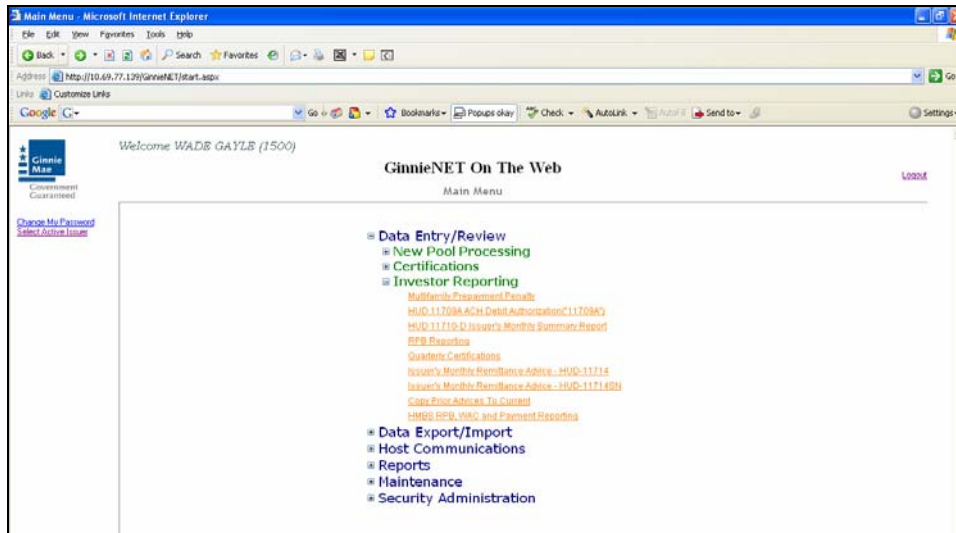 Main Menu - Microsoft Internet Explorer
File Edit View Favorites Tools Help
Back Search Favorites
Address http://10.69.77.139/GinnieNET/start.aspx Go
Links Customize Links
Google G Go Bookmarks Popups okay Check AutoLink AutoFill Send to Settings
Ginnie Mae
Government Guaranteed
Welcome WADE GAYLE (1500)
GinnieNET On The Web
Logout
Main Menu
Change My Password
Select Active Issuer
Data Entry/Review
New Pool Processing
Certifications
Investor Reporting
Multifamily Prepayment Penalty
HUD 11709A ACH Debit Authorization("11709A")
HUD 11710-D Issuer's Monthly Summary Report
RPB Reporting
Quarterly Certifications
Issuer's Monthly Remittance Advice - HUD-11714
Issuer's Monthly Remittance Advice - HUD-11714SN
Copy Prior Advices To Current
HMBS RPB, WAC and Payment Reporting
Data Export/Import
Host Communications
Reports
Maintenance
Security Administration